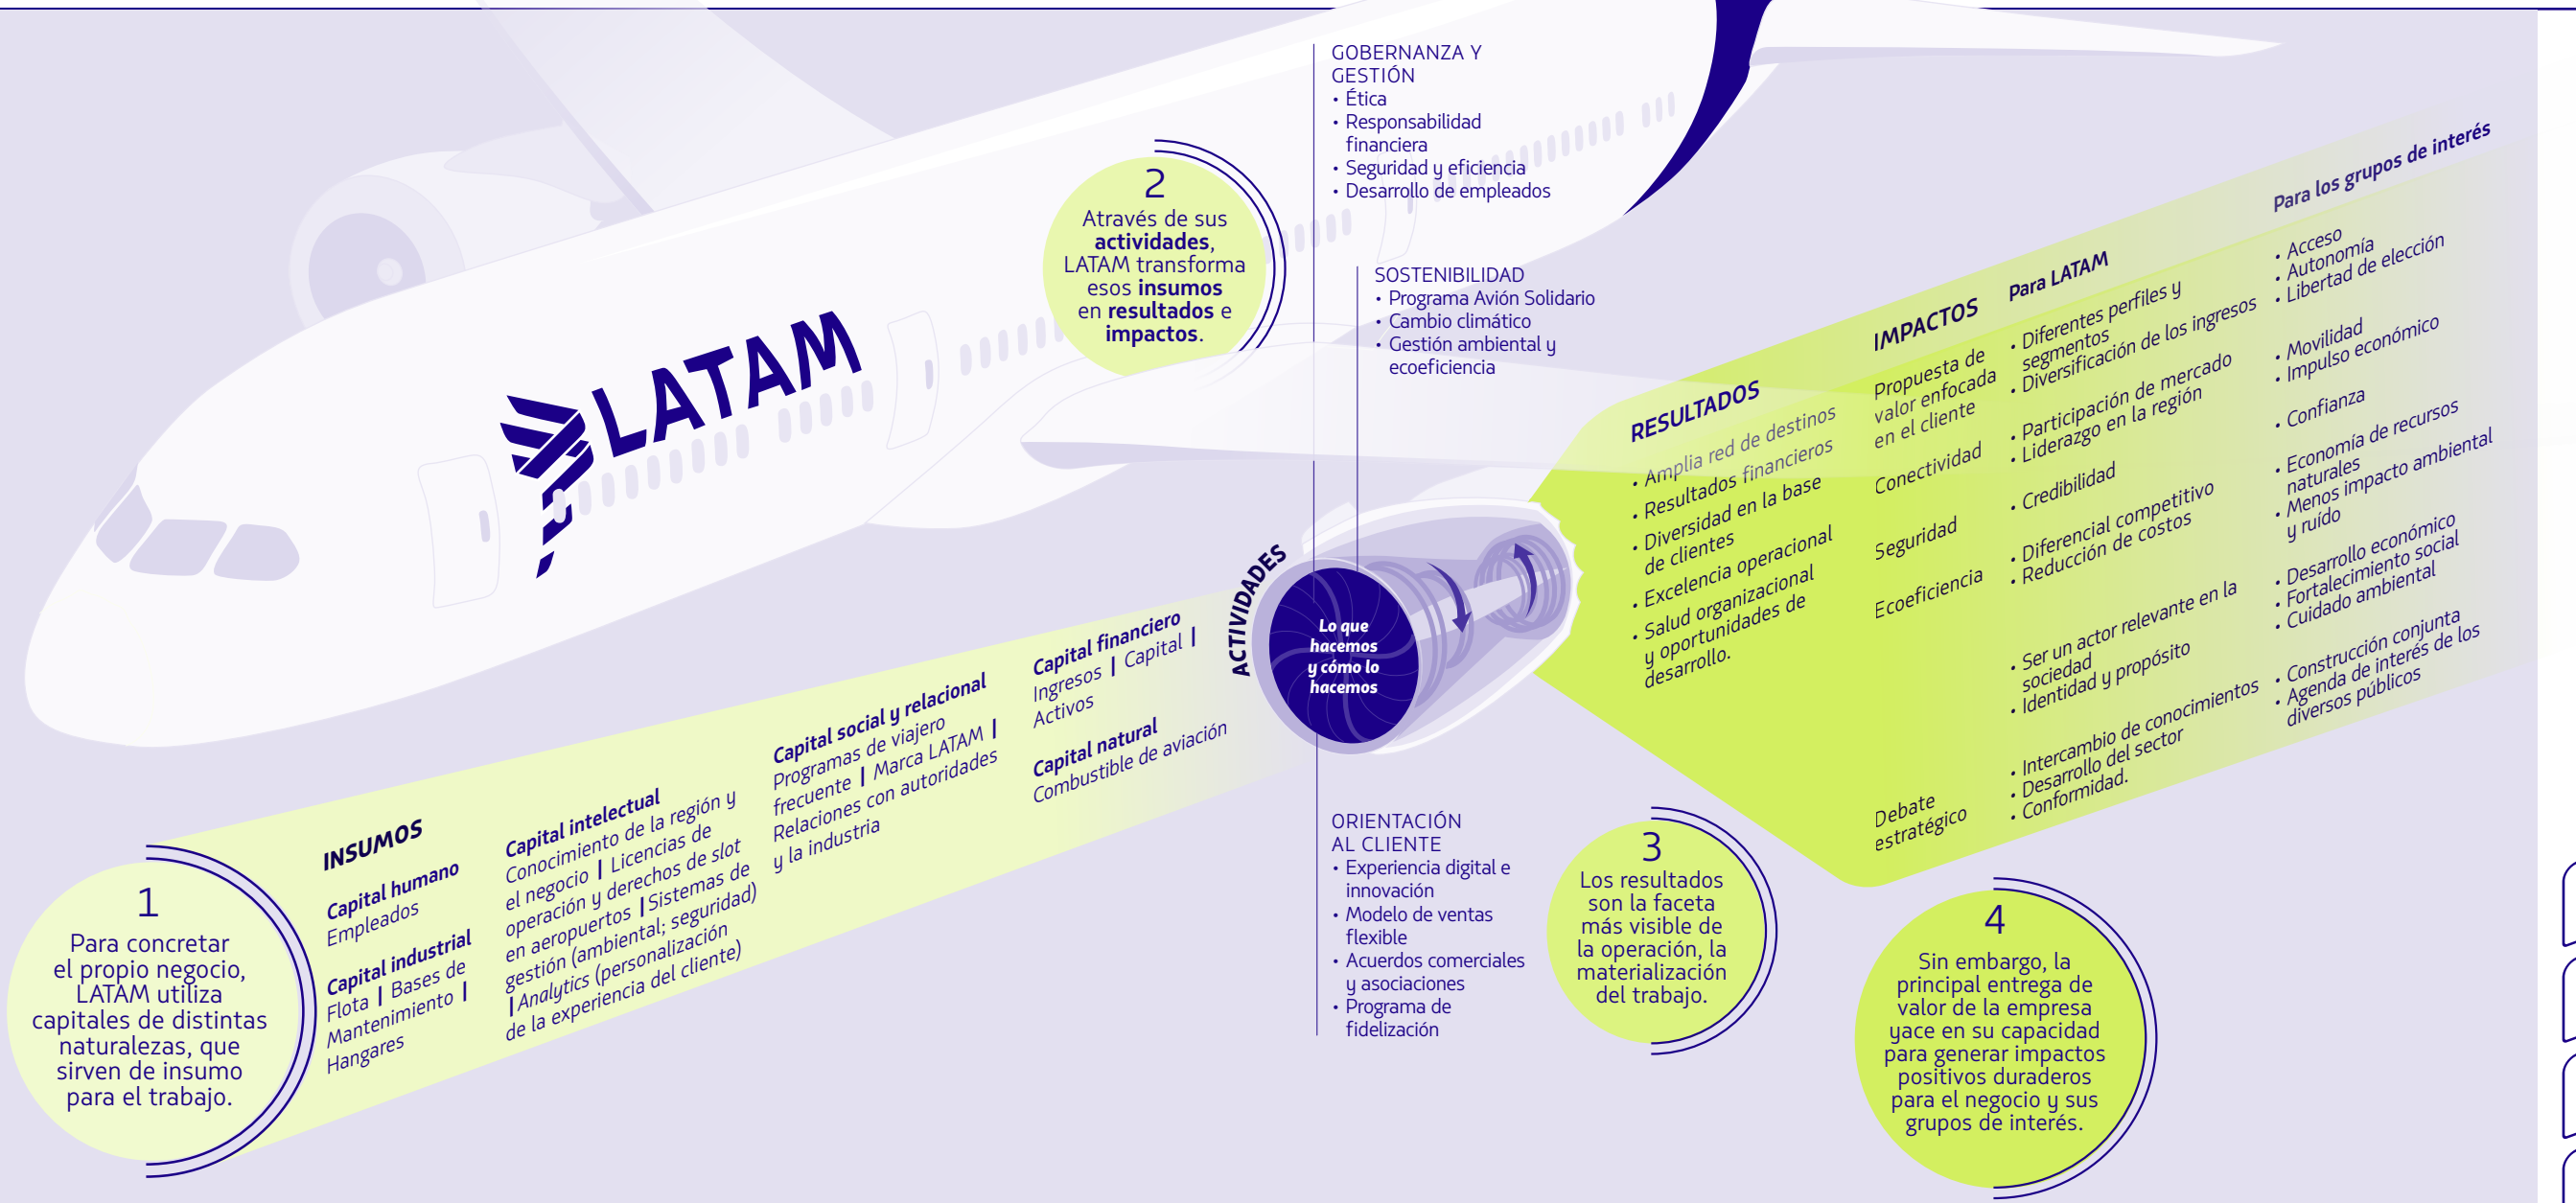 LATAM
1
Para concretar
el propio negocio,
LATAM utiliza
capitales de distintas
naturalezas, que
sirven de insumo
para el trabajo.
INSUMOS
Capital humano
Empleados
Capital industrial
Flota | Bases de
Mantenimiento |
Hangares
Capital intelectual
Conocimiento de la región y
el negocio | Licencias de
operación y derechos de slot
en aeropuertos | Sistemas de
gestión (ambiental; seguridad)
| Analytics (personalización
de la experiencia del cliente)
Capital social y relacional
Programas de viajero
frecuente | Marca LATAM |
Relaciones con autoridades
y la industria
Capital financiero
Ingresos | Capital |
Activos
Capital natural
Combustible de aviación
2
Através de sus
actividades,
LATAM transforma
esos insumos
en resultados e
impactos.
ACTIVIDADES
Lo que
hacemos
y cómo lo
hacemos
GOBERNANZA Y
GESTIÓN
• Ética
• Responsabilidad
financiera
• Seguridad y eficiencia
• Desarrollo de empleados
SOSTENIBILIDAD
• Programa Avión Solidario
• Cambio climático
• Gestión ambiental y
ecoeficiencia
ORIENTACIÓN
AL CLIENTE
• Experiencia digital e
innovación
• Modelo de ventas
flexible
• Acuerdos comerciales
y asociaciones
• Programa de
fidelización
3
Los resultados
son la faceta
más visible de
la operación, la
materialización
del trabajo.
RESULTADOS
• Amplia red de destinos
• Resultados financieros
• Diversidad en la base
de clientes
• Excelencia operacional
• Salud organizacional
y oportunidades de
desarrollo.
4
Sin embargo, la
principal entrega de
valor de la empresa
yace en su capacidad
para generar impactos
positivos duraderos
para el negocio y sus
grupos de interés.
IMPACTOS
Propuesta de
valor enfocada
en el cliente
Conectividad
Seguridad
Ecoeficiencia
Debate
estratégico
Para LATAM
• Diferentes perfiles y
segmentos
• Diversificación de los ingresos
• Participación de mercado
• Liderazgo en la región
• Credibilidad
• Diferencial competitivo
• Reducción de costos
• Ser un actor relevante en la
sociedad
• Identidad y propósito
• Intercambio de conocimientos
• Desarrollo del sector
• Conformidad.
Para los grupos de interés
• Acceso
• Autonomía
• Libertad de elección
• Movilidad
• Impulso económico
• Confianza
• Economía de recursos
naturales
• Menos impacto ambiental
y ruído
• Desarrollo económico
• Fortalecimiento social
• Cuidado ambiental
• Construcción conjunta
• Agenda de interés de los
diversos públicos